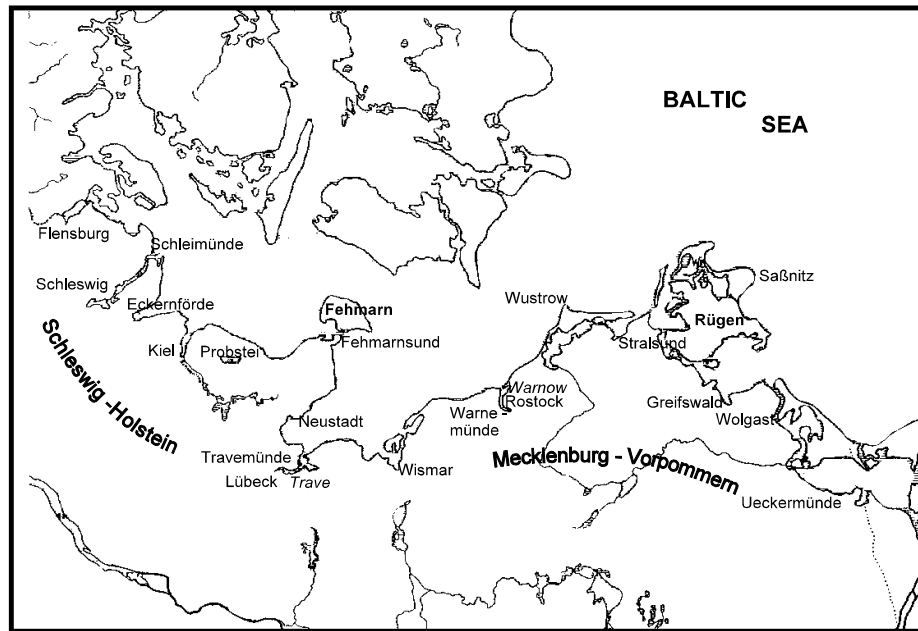 BALTIC
SEA
Flensburg
Schleimünde
Schleswig
Eckernförde
Kiel
Probstei
Fehmarn
Fehmarnsund
Schleswig -Holstein
Neustadt
Travemünde
Lübeck
Trave
Wismar
Warne -
münde
Warnow
Rostock
Wustrow
Saßnitz
Rügen
Stralsund
Greifswald
Wolgast
Mecklenburg - Vorpommern
Ueckermünde